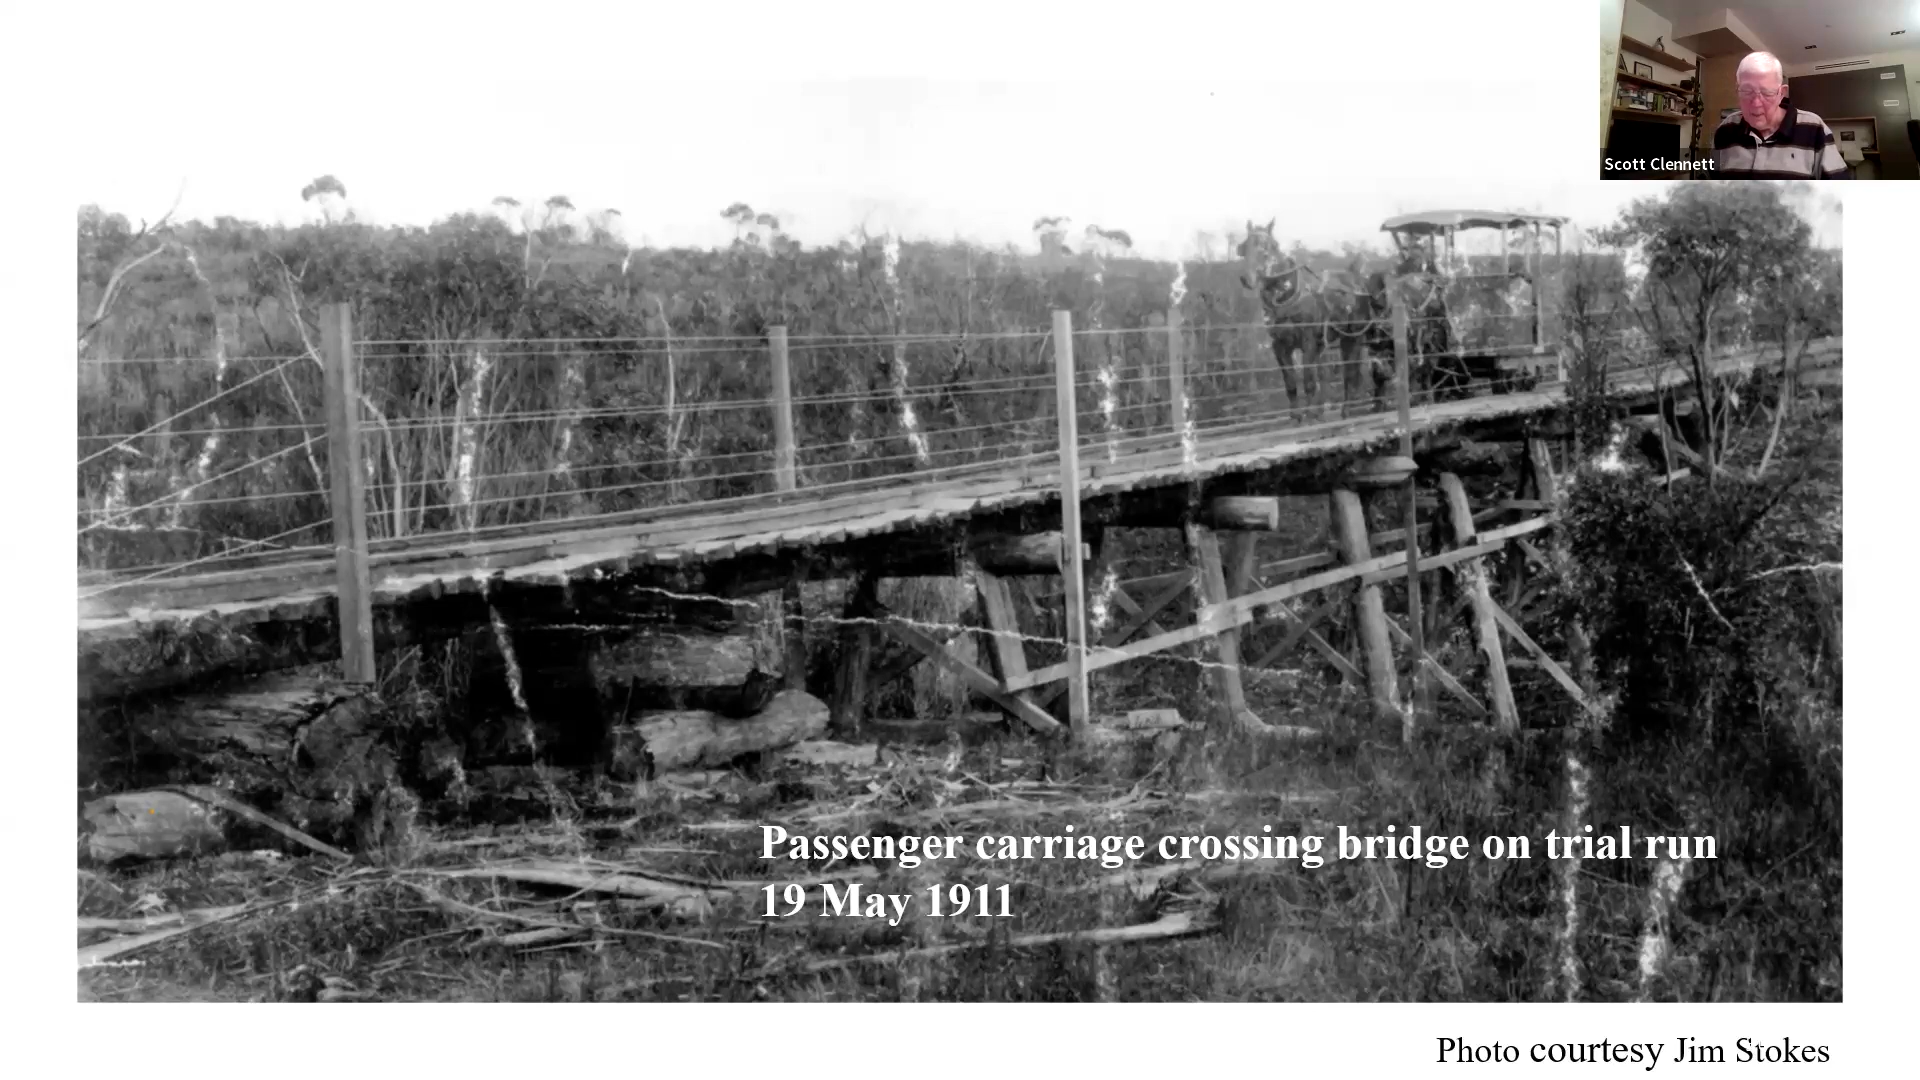 Scott Clennett
Passenger carriage crossing bridge on trial run
19 May 1911
Photo courtesy Jim Stokes